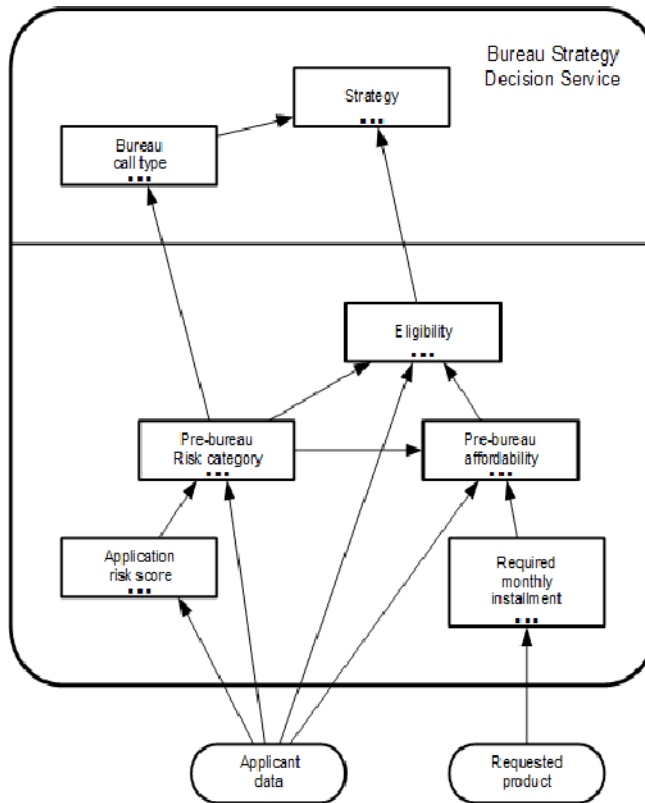 Bureau Strategy
Decision Service
Strategy
Bureau
call type
Eligibility
Pre-bureau
Risk category
Pre-bureau
affordability
Application
risk score
Required
monthly
installment
Applicant
data
Requested
product